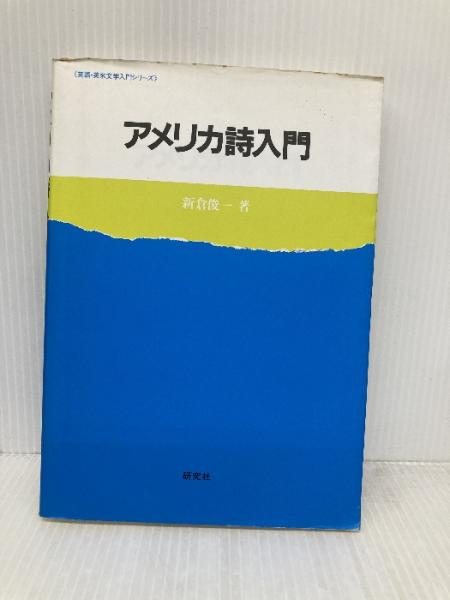 〈英語・英米文学入門シリーズ〉
アメリカ詩入門
新倉俊一 著
研究社